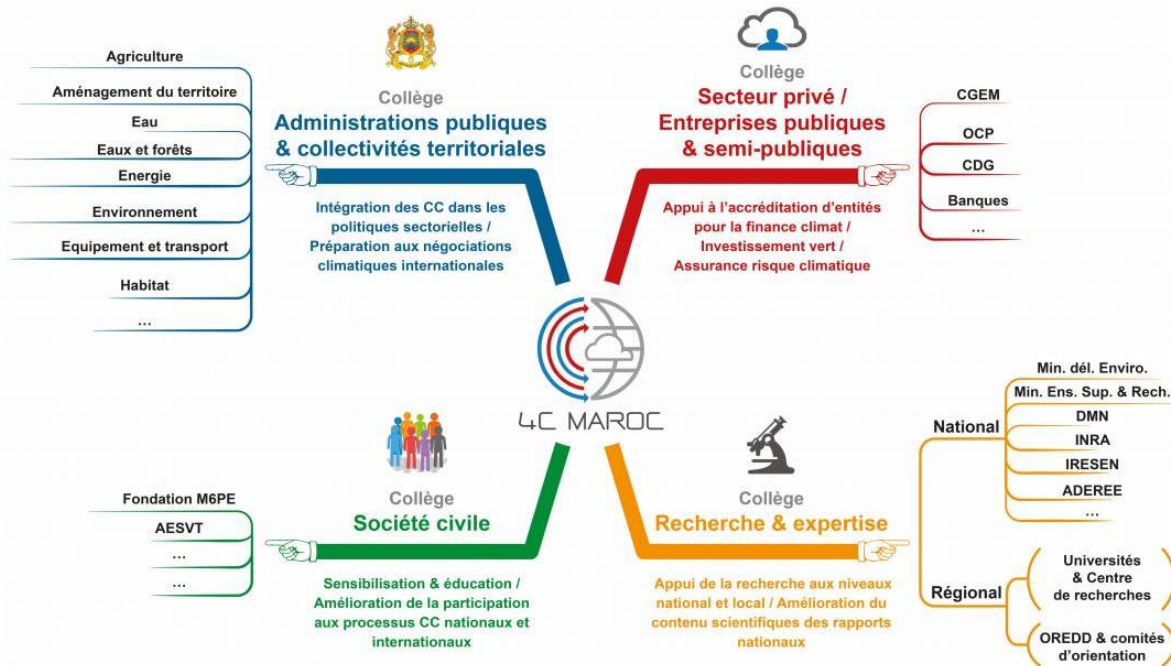 Agriculture
Aménagement du territoire
Eau
Eaux et forêts
Energie
Environnement
Equipement et transport
Habitat
...
Collège
Administrations publiques
& collectivités territoriales
Intégration des CC dans les
politiques sectorielles /
Préparation aux négociations
climatiques internationales
Collège
Secteur privé /
Entreprises publiques
& semi-publiques
Appui à l'accréditation d'entités
pour la finance climat /
Investissement vert /
Assurance risque climatique
CGEM
OCP
CDG
Banques
...
4C MAROC
Fondation M6PE
AESVT
...
...
Collège
Société civile
Sensibilisation & éducation /
Amélioration de la participation
aux processus CC nationaux et
internationaux
Collège
Recherche & expertise
Appui de la recherche aux niveaux
national et local / Amélioration du
contenu scientifiques des rapports
nationaux
National
Min. dél. Enviro.
Min. Ens. Sup. & Rech.
DMN
INRA
IRESEN
ADEREE
...
Régional
Universités
& Centre
de recherches
OREDD & comités
d'orientation